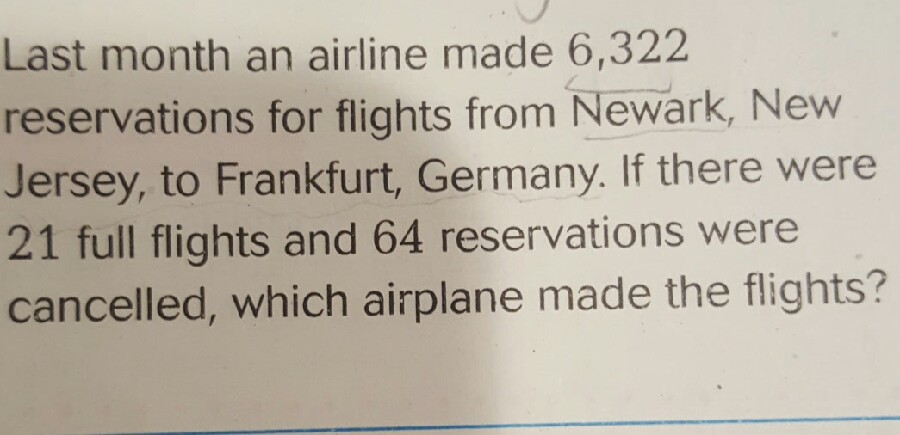 Last month an airline made 6,322
reservations for flights from Newark, New
Jersey, to Frankfurt, Germany. If there were
21 full flights and 64 reservations were
cancelled, which airplane made the flights?